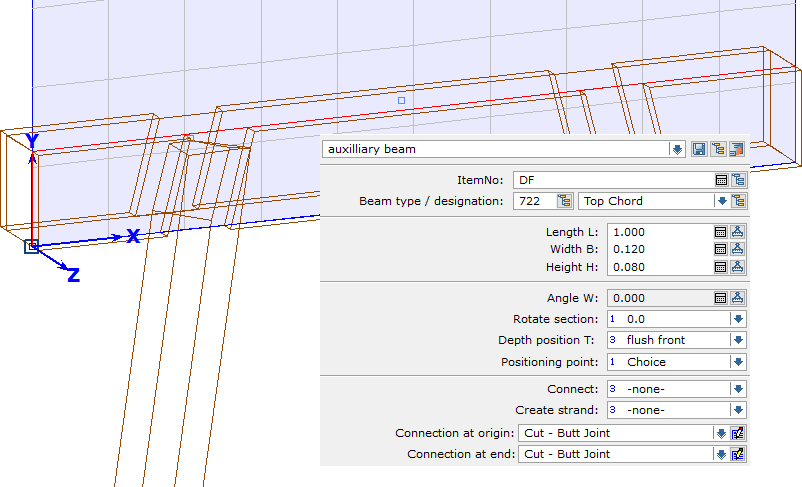 Y
X
Z
auxilliary beam
ItemNo: DF
Beam type / designation: 722 Top Chord
Length L: 1.000
Width B: 0.120
Height H: 0.080
Angle W: 0.000
Rotate section: 1 0.0
Depth position T: 3 flush front
Positioning point: 1 Choice
Connect: 3 -none-
Create strand: 3 -none-
Connection at origin: Cut - Butt Joint
Connection at end: Cut - Butt Joint